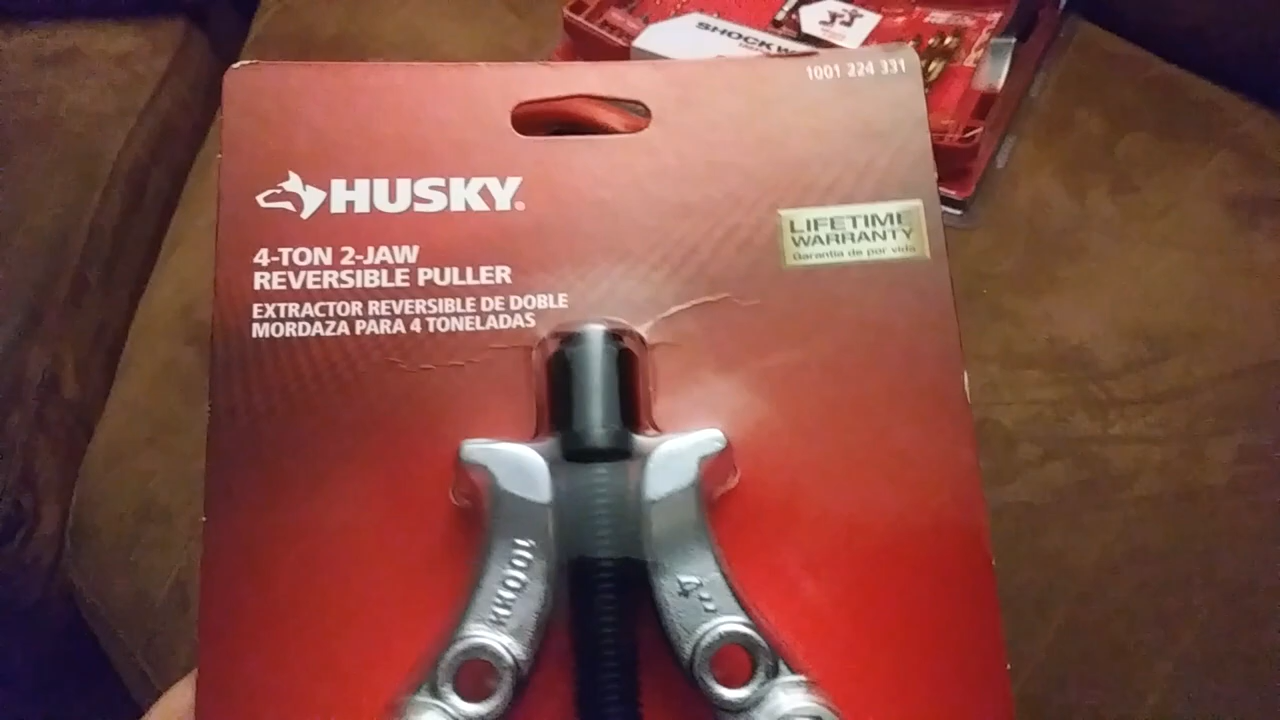 SHOCKW
1001 224 331
HUSKY
LIFETIME
WARRANTY
Garantía de por vida
4-TON 2-JAW
REVERSIBLE PULLER
EXTRACTOR REVERSIBLE DE DOBLE
MORDAZA PARA 4 TONELADAS
4"